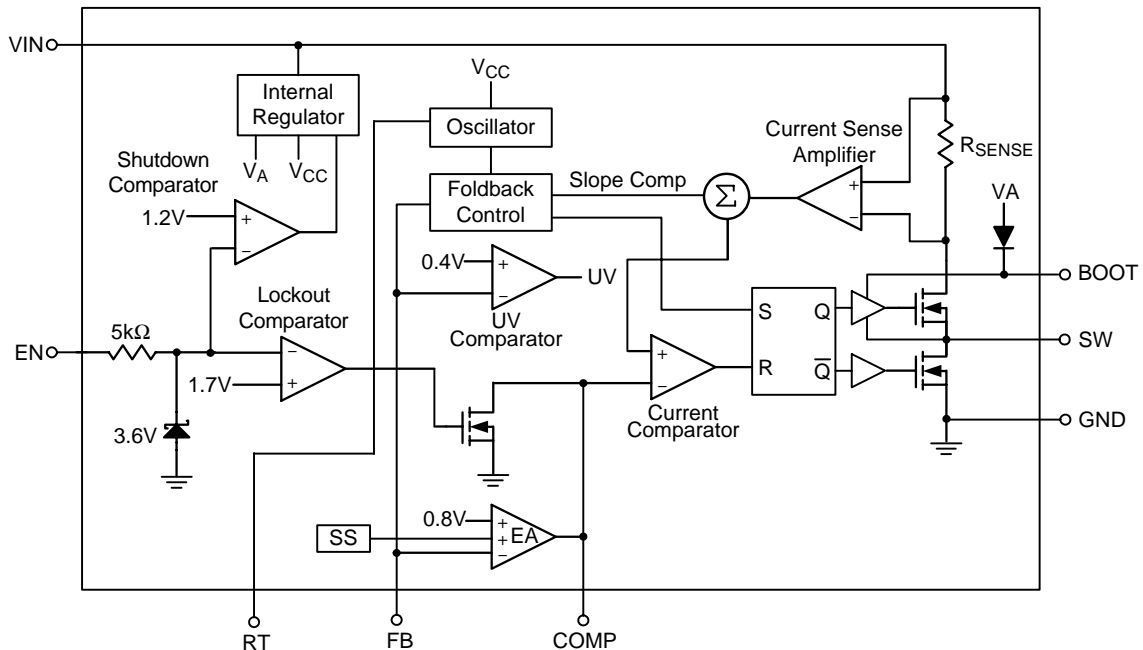 VIN
VCC
Internal
Regulator
Oscillator
Current Sense
Amplifier
RSENSE
Shutdown
Comparator
VA
VCC
Foldback
Control
Slope Comp
Σ
+
−
VA
1.2V
+
−
0.4V
+
−
UV
UV
Comparator
BOOT
Lockout
Comparator
S
Q
R
Q̅
SW
5kΩ
EN
−
+
1.7V
+
−
Current
Comparator
GND
3.6V
0.8V
SS
+
+
−
EA
RT
FB
COMP